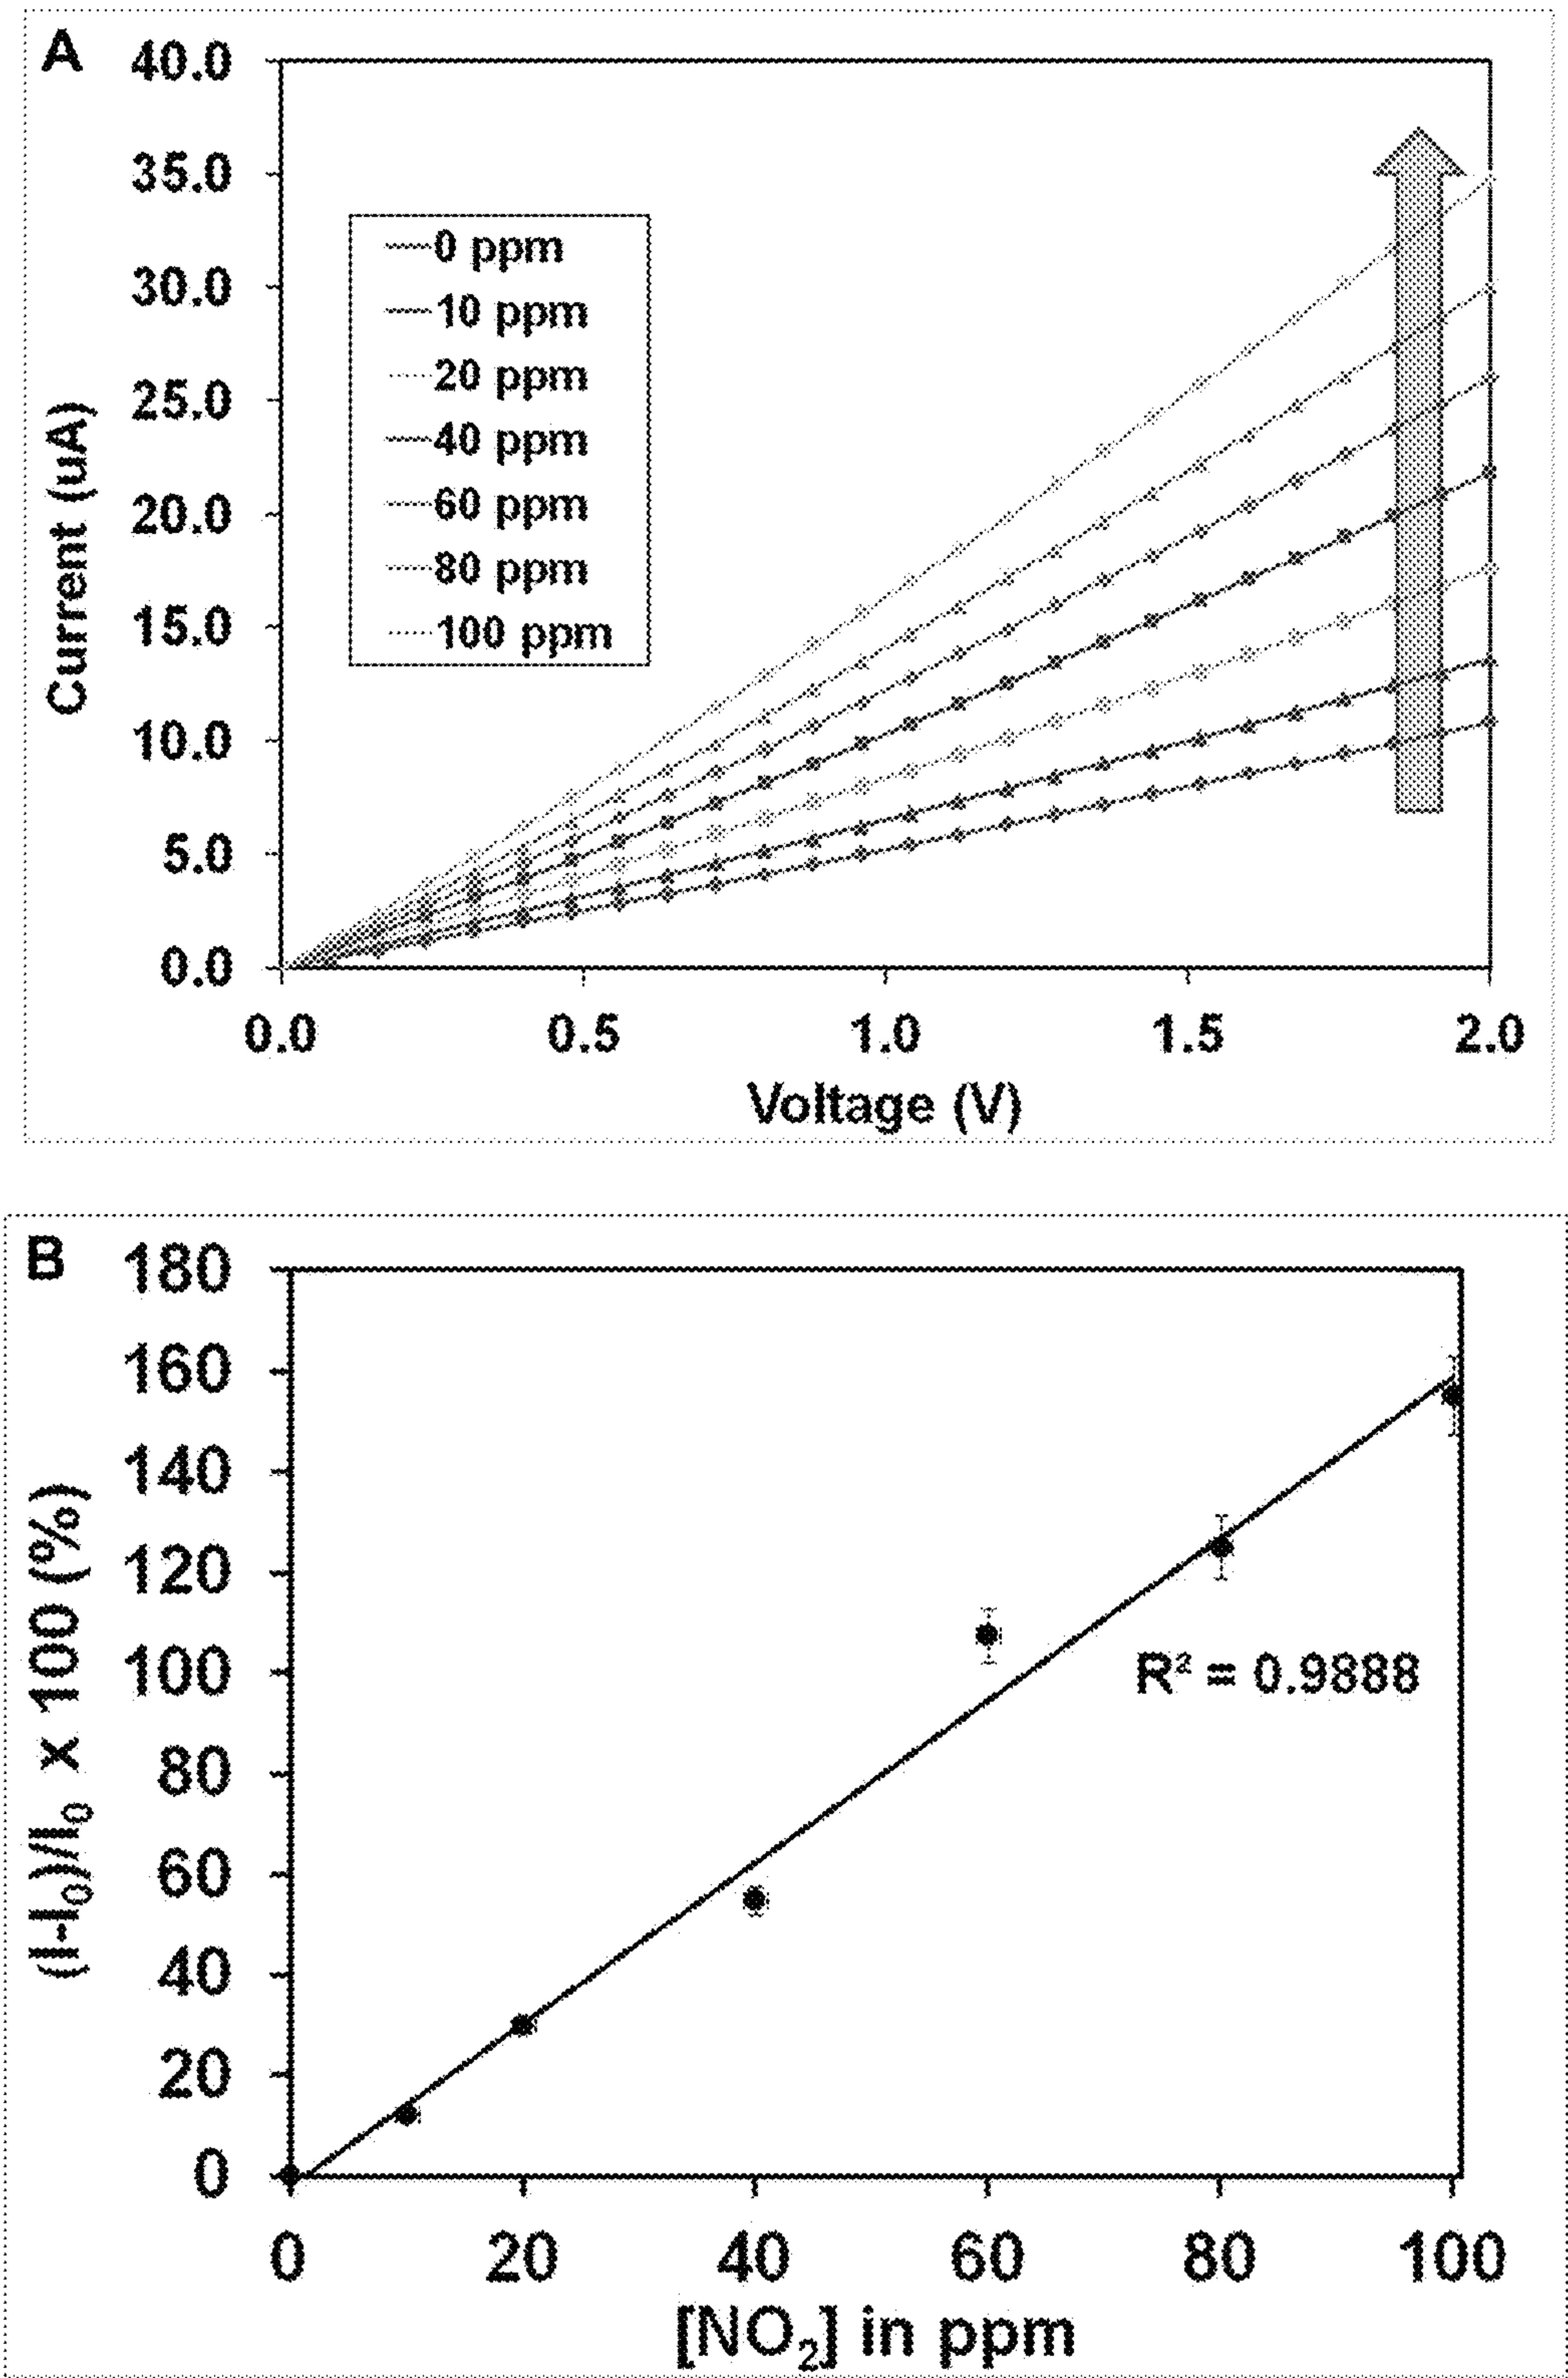 A
40.0
35.0
30.0
25.0
20.0
15.0
10.0
5.0
0.0
Current (uA)
0 ppm
10 ppm
20 ppm
40 ppm
60 ppm
80 ppm
100 ppm
0.0 0.5 1.0 1.5 2.0
Voltage (V)
B
180
160
140
120
100
80
60
40
20
0
(I-I₀)/I₀ x 100 (%)
R² = 0.9888
0 20 40 60 80 100
[NO₂] in ppm